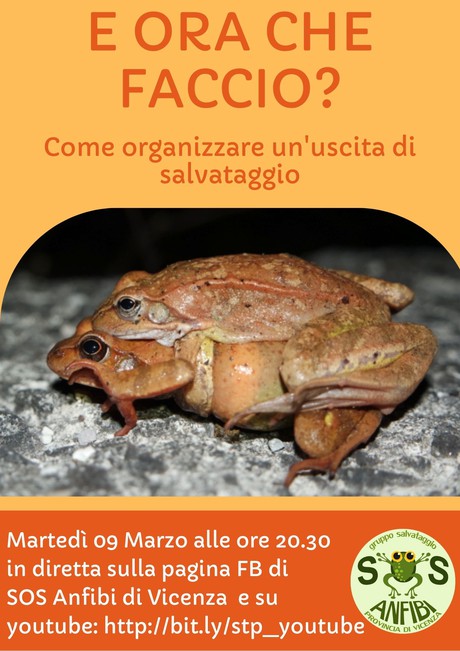 E ORA CHE
FACCIO?
Come organizzare un'uscita di
salvataggio
Martedì 09 Marzo alle ore 20.30
in diretta sulla pagina FB di
SOS Anfibi di Vicenza e su
youtube: http://bit.ly/stp_youtube
gruppo salvataggio
SOS
ANFIBI
PROVINCIA DI VICENZA